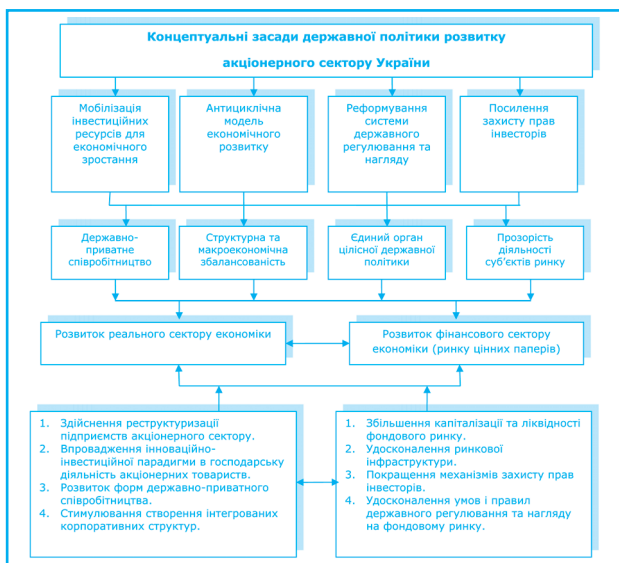 Концептуальні засади державної політики розвитку
акціонерного сектору України
Мобілізація
інвестиційних
ресурсів для
економічного
зростання
Антициклічна
модель
економічного
розвитку
Реформування
системи
державного
регулювання та
нагляду
Посилення
захисту прав
інвесторів
Державно-
приватне
співробітництво
Структурна та
макроекономічна
збалансованість
Єдиний орган
цілісної державної
політики
Прозорість
діяльності
суб’єктів ринку
Розвиток реального сектору економіки
Розвиток фінансового сектору
економіки (ринку цінних паперів)
1. Здійснення реструктуризації
підприємств акціонерного сектору.
2. Впровадження інноваційно-
інвестиційної парадигми в господарську
діяльність акціонерних товариств.
3. Розвиток форм державно-приватного
співробітництва.
4. Стимулювання створення інтегрованих
корпоративних структур.
1. Збільшення капіталізації та ліквідності
фондового ринку.
2. Удосконалення ринкової
інфраструктури.
3. Покращення механізмів захисту прав
інвесторів.
4. Удосконалення умов і правил
державного регулювання та нагляду
на фондовому ринку.